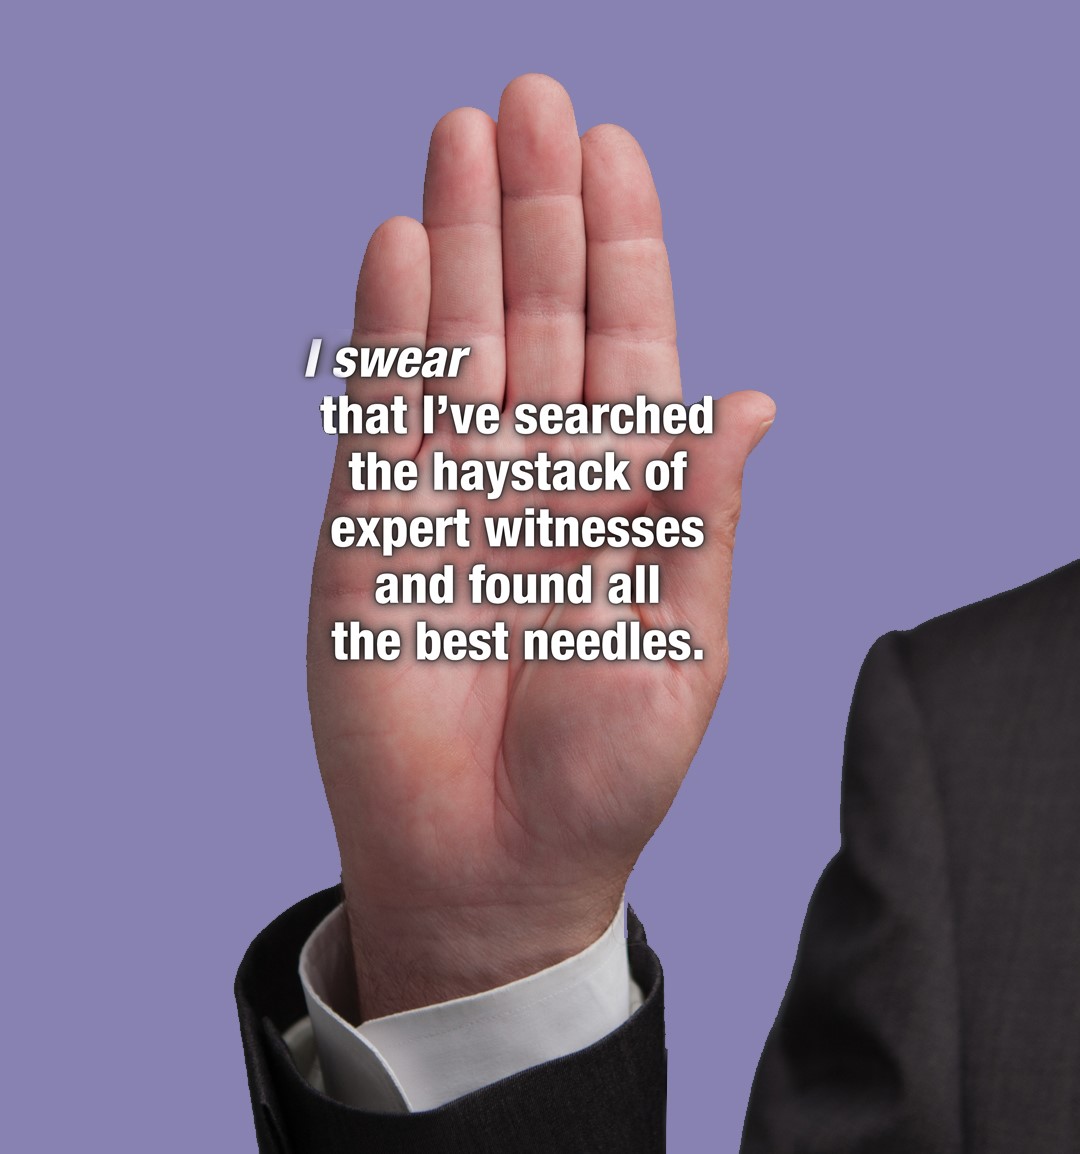 I swear
that I’ve searched
the haystack of
expert witnesses
and found all
the best needles.